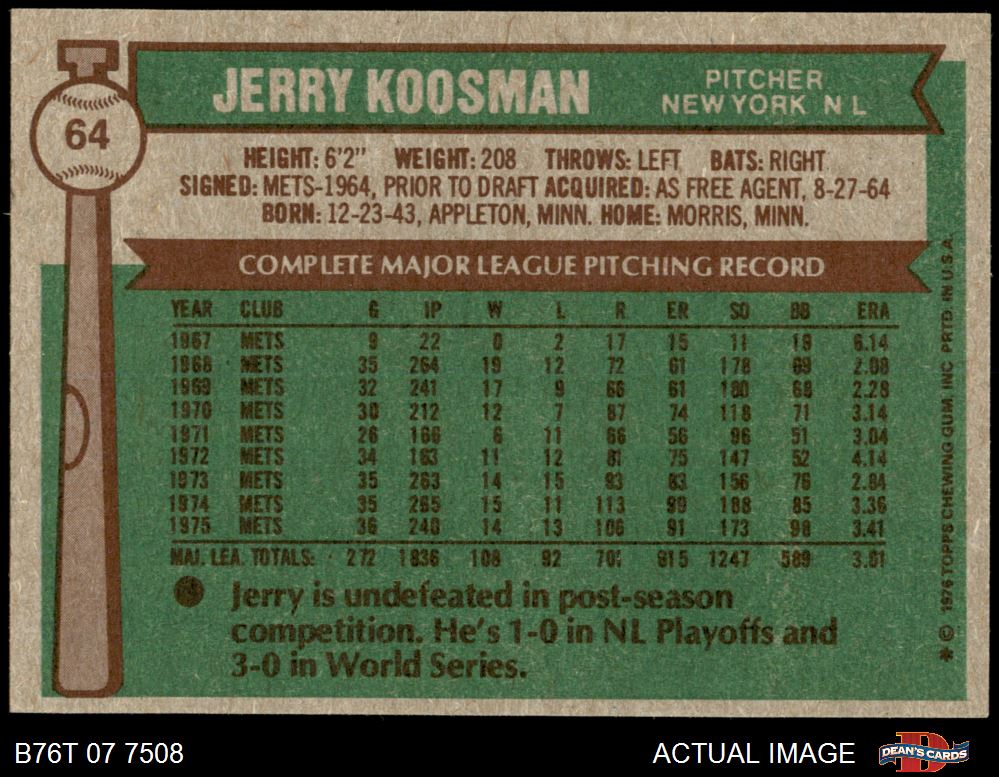 64
JERRY KOOSMAN
PITCHER
NEW YORK N L
HEIGHT: 6'2" WEIGHT: 208 THROWS: LEFT BATS: RIGHT
SIGNED: METS-1964, PRIOR TO DRAFT ACQUIRED: AS FREE AGENT, 8-27-64
BORN: 12-23-43, APPLETON, MINN. HOME: MORRIS, MINN.
COMPLETE MAJOR LEAGUE PITCHING RECORD
YEAR CLUB G IP W L R ER SO BB ERA
1967 METS 9 22 0 2 17 15 11 19 6.14
1968 METS 35 264 19 12 72 61 178 69 2.08
1969 METS 32 241 17 9 66 61 180 68 2.28
1970 METS 30 212 12 7 87 74 118 71 3.14
1971 METS 26 166 6 11 66 56 96 51 3.04
1972 METS 34 163 11 12 81 75 147 52 4.14
1973 METS 35 263 14 15 93 83 156 76 2.84
1974 METS 35 265 15 11 113 99 188 85 3.36
1975 METS 36 240 14 13 106 91 173 98 3.41
MAJ. LEA. TOTALS: 272 1836 108 92 701 615 1247 589 3.01
Jerry is undefeated in post-season
competition. He's 1-0 in NL Playoffs and
3-0 in World Series.
* © 1976 TOPPS CHEWING GUM, INC. PRTD. IN U.S.A.
B76T 07 7508
ACTUAL IMAGE
DEAN'S CARDS